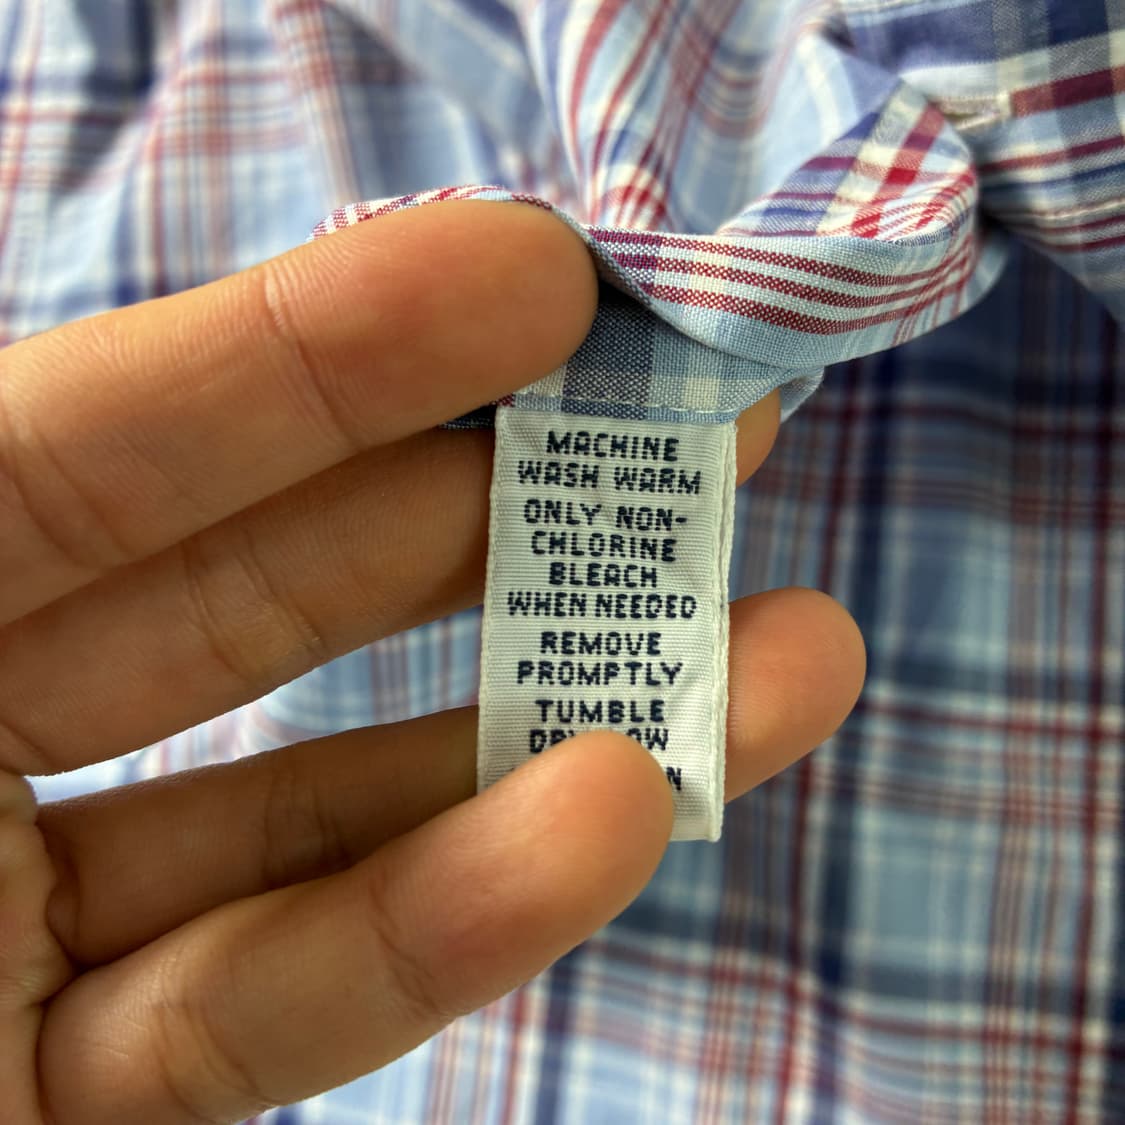 MACHINE
WASH WARM
ONLY NON-
CHLORINE
BLEACH
WHEN NEEDED
REMOVE
PROMPTLY
TUMBLE